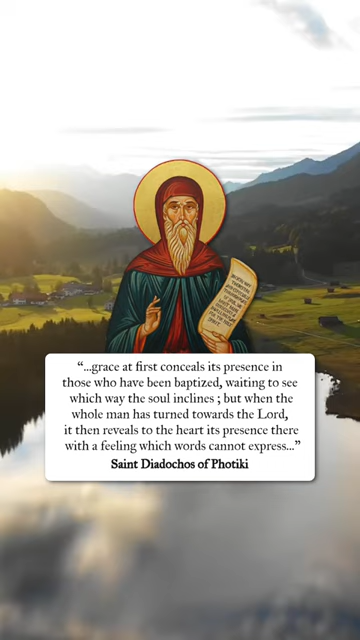 “...grace at first conceals its presence in
those who have been baptized, waiting to see
which way the soul inclines ; but when the
whole man has turned towards the Lord,
it then reveals to the heart its presence there
with a feeling which words cannot express...”
Saint Diadochos of Photiki